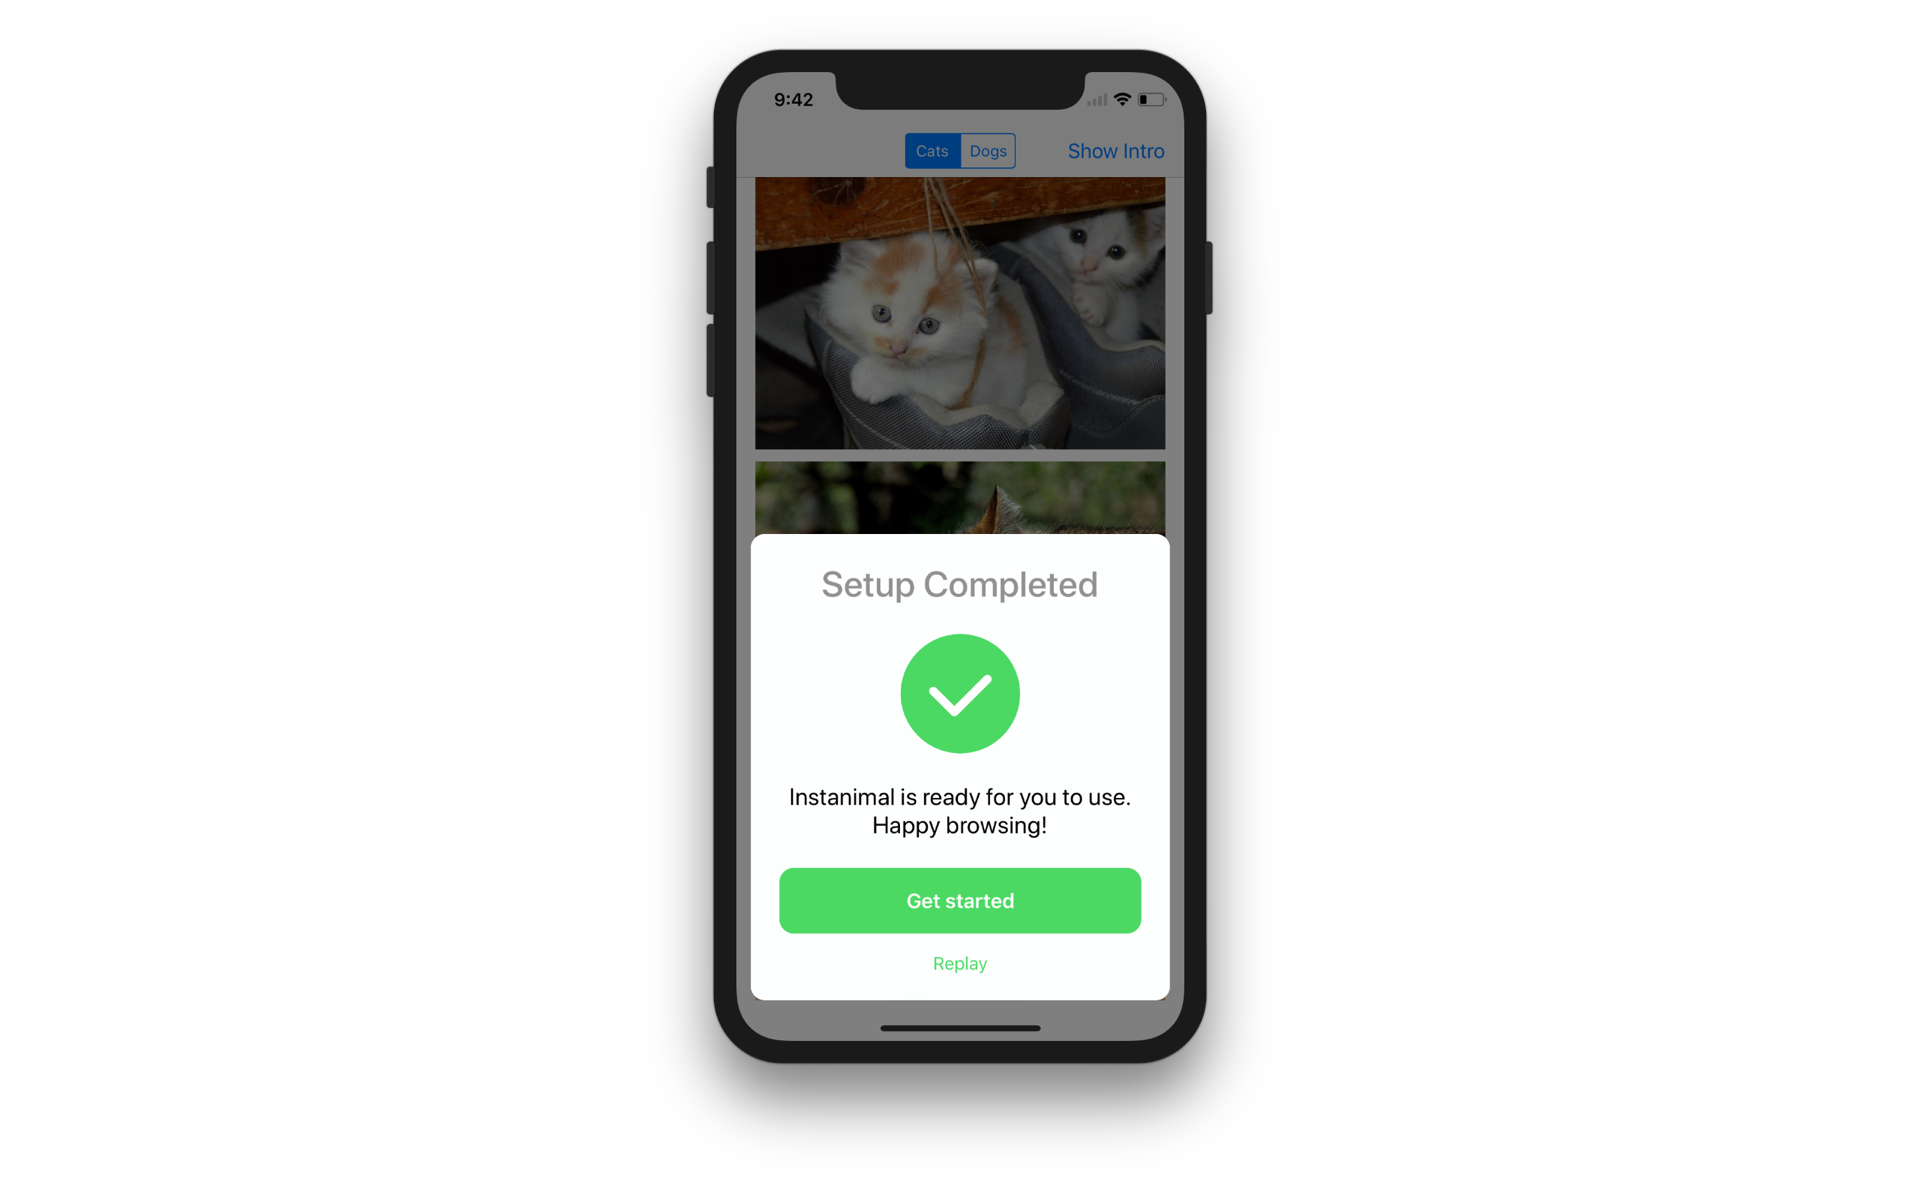 9:42
Cats Dogs Show Intro
Setup Completed
Instanimal is ready for you to use.
Happy browsing!
Get started
Replay